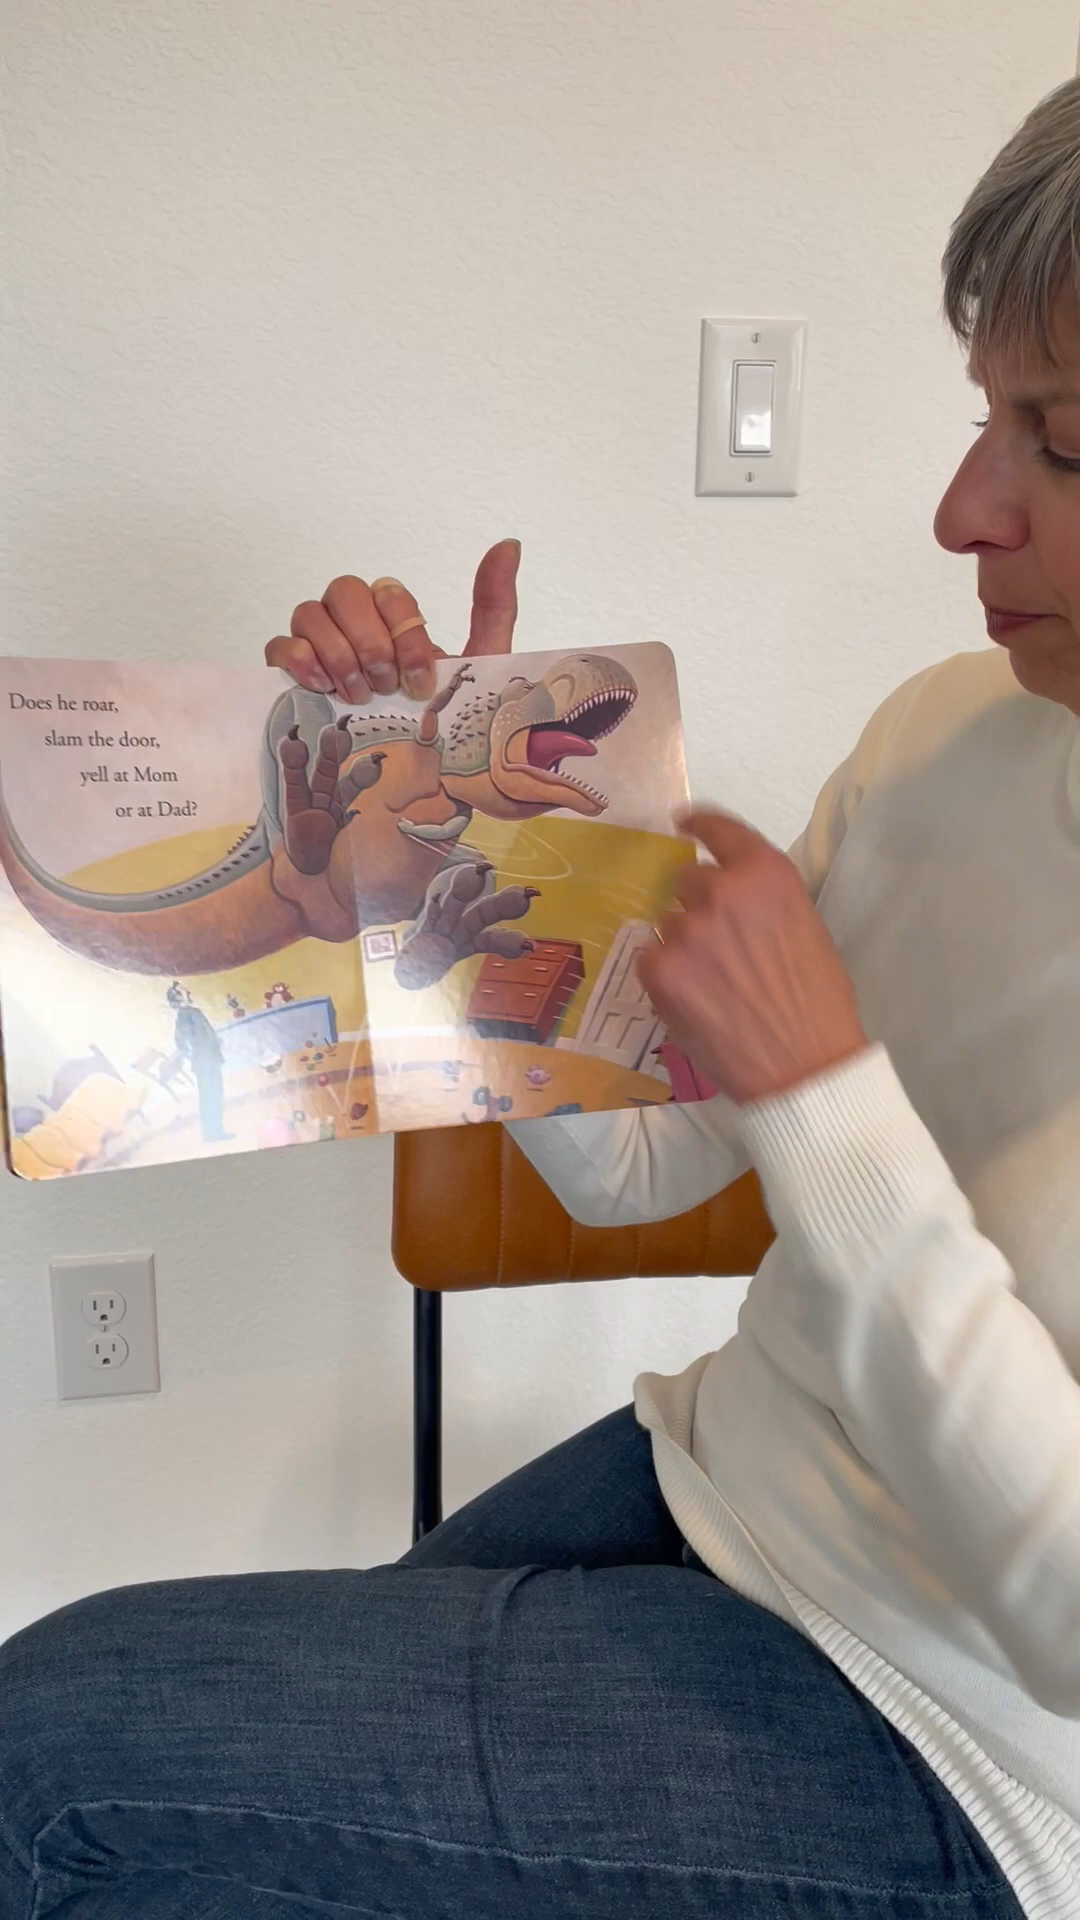 Does he roar,
slam the door,
yell at Mom
or at Dad?